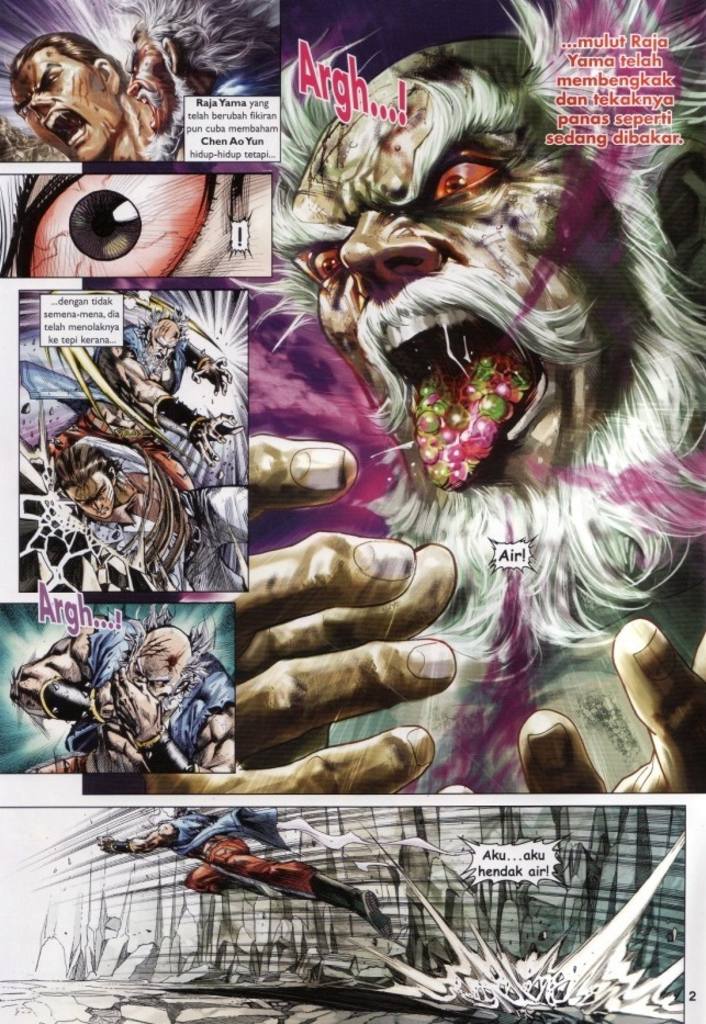 Raja Yama yang
telah berubah fikiran
pun cuba membaham
Chen Ao Yun
hidup-hidup tetapi...
Argh...!
...mulut Raja
Yama telah
membengkak
dan tekaknya
panas seperti
sedang dibakar.
!
...dengan tidak
semena-mena, dia
telah menolaknya
ke tepi kerana...
Air!
Argh...!
Aku...aku
hendak air!
2